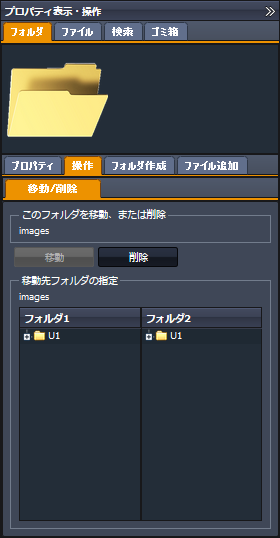 プロパティ表示・操作
フォルダ ファイル 検索 ゴミ箱
プロパティ 操作 フォルダ作成 ファイル追加
移動/削除
このフォルダを移動、または削除
images
移動 削除
移動先フォルダの指定
images
フォルダ1 フォルダ2
U1 U1